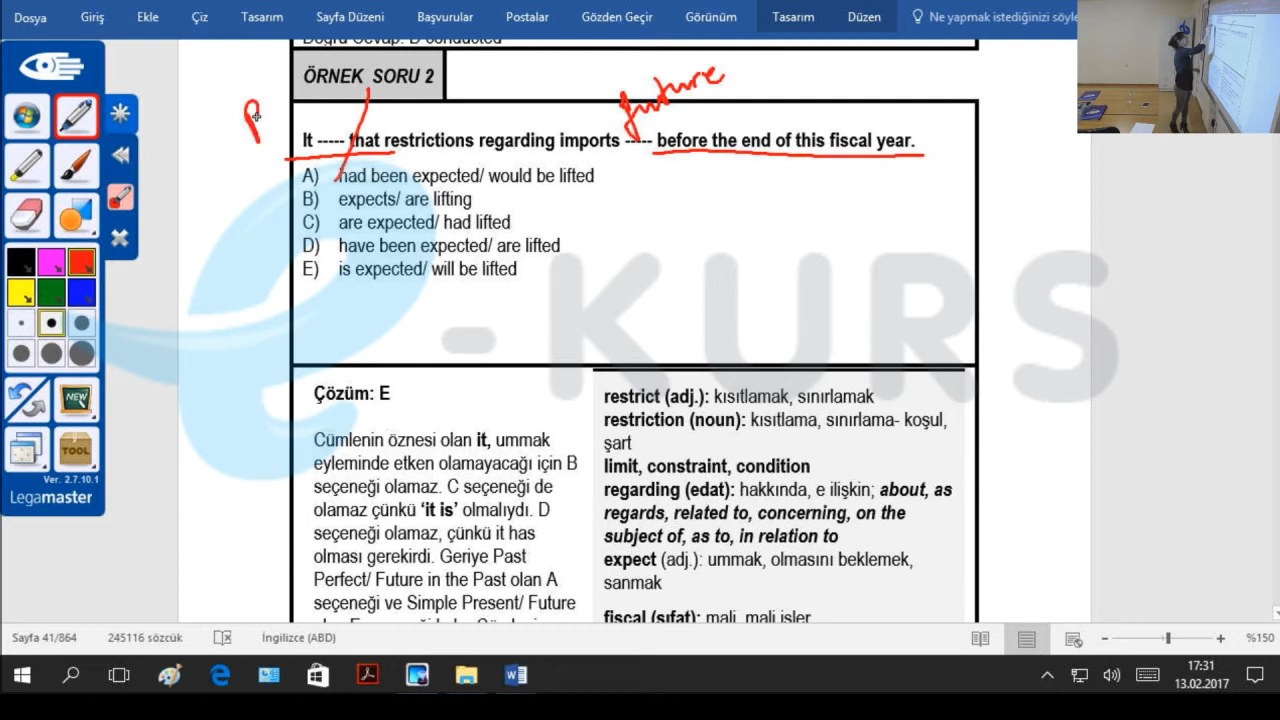 Dosya Giriş Ekle Çiz Tasarım Sayfa Düzeni Başvurular Postalar Gözden Geçir Görünüm Tasarım Düzen Ne yapmak istediğinizi söyle
Doğru Cevap: D conducted
ÖRNEK SORU 2
future
It ----- that restrictions regarding imports ----- before the end of this fiscal year.
A) had been expected/ would be lifted
B) expects/ are lifting
C) are expected/ had lifted
D) have been expected/ are lifted
E) is expected/ will be lifted
e-KURS
Çözüm: E
Cümlenin öznesi olan it, ummak
eyleminde etken olamayacağı için B
seçeneği olamaz. C seçeneği de
olamaz çünkü ‘it is’ olmalıydı. D
seçeneği olamaz, çünkü it has
olması gerekirdi. Geriye Past
Perfect/ Future in the Past olan A
seçeneği ve Simple Present/ Future
restrict (adj.): kısıtlamak, sınırlamak
restriction (noun): kısıtlama, sınırlama- koşul,
şart
limit, constraint, condition
regarding (edat): hakkında, e ilişkin; about, as
regards, related to, concerning, on the
subject of, as to, in relation to
expect (adj.): ummak, olmasını beklemek,
sanmak
fiscal (sıfat): mali, mali işler
NEW
TOOL
Ver. 2.7.10.1
Legamaster
Sayfa 41/864 245116 sözcük İngilizce (ABD) %150
17:31
13.02.2017